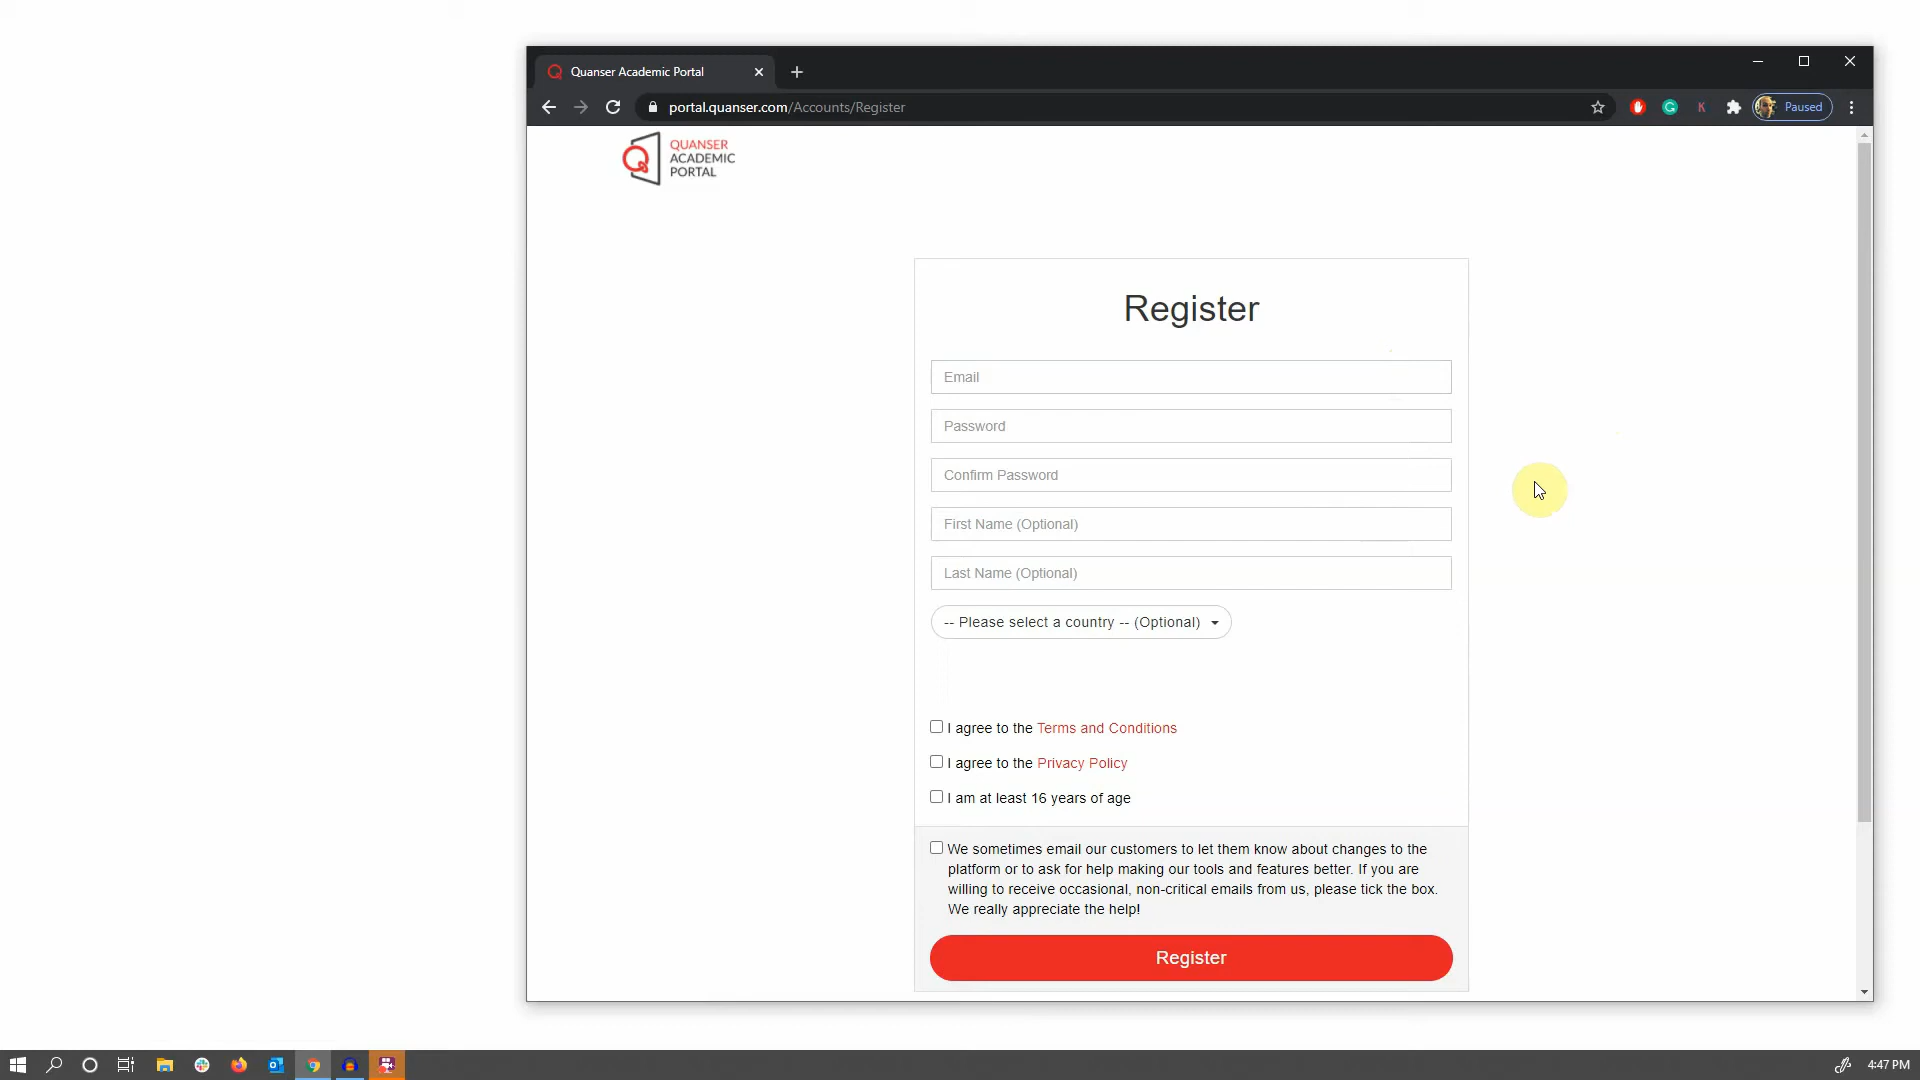 Quanser Academic Portal
portal.quanser.com/Accounts/Register
Paused
QUANSER
ACADEMIC
PORTAL
Register
Email
Password
Confirm Password
First Name (Optional)
Last Name (Optional)
-- Please select a country -- (Optional)
I agree to the Terms and Conditions
I agree to the Privacy Policy
I am at least 16 years of age
We sometimes email our customers to let them know about changes to the
platform or to ask for help making our tools and features better. If you are
willing to receive occasional, non-critical emails from us, please tick the box.
We really appreciate the help!
Register
4:47 PM